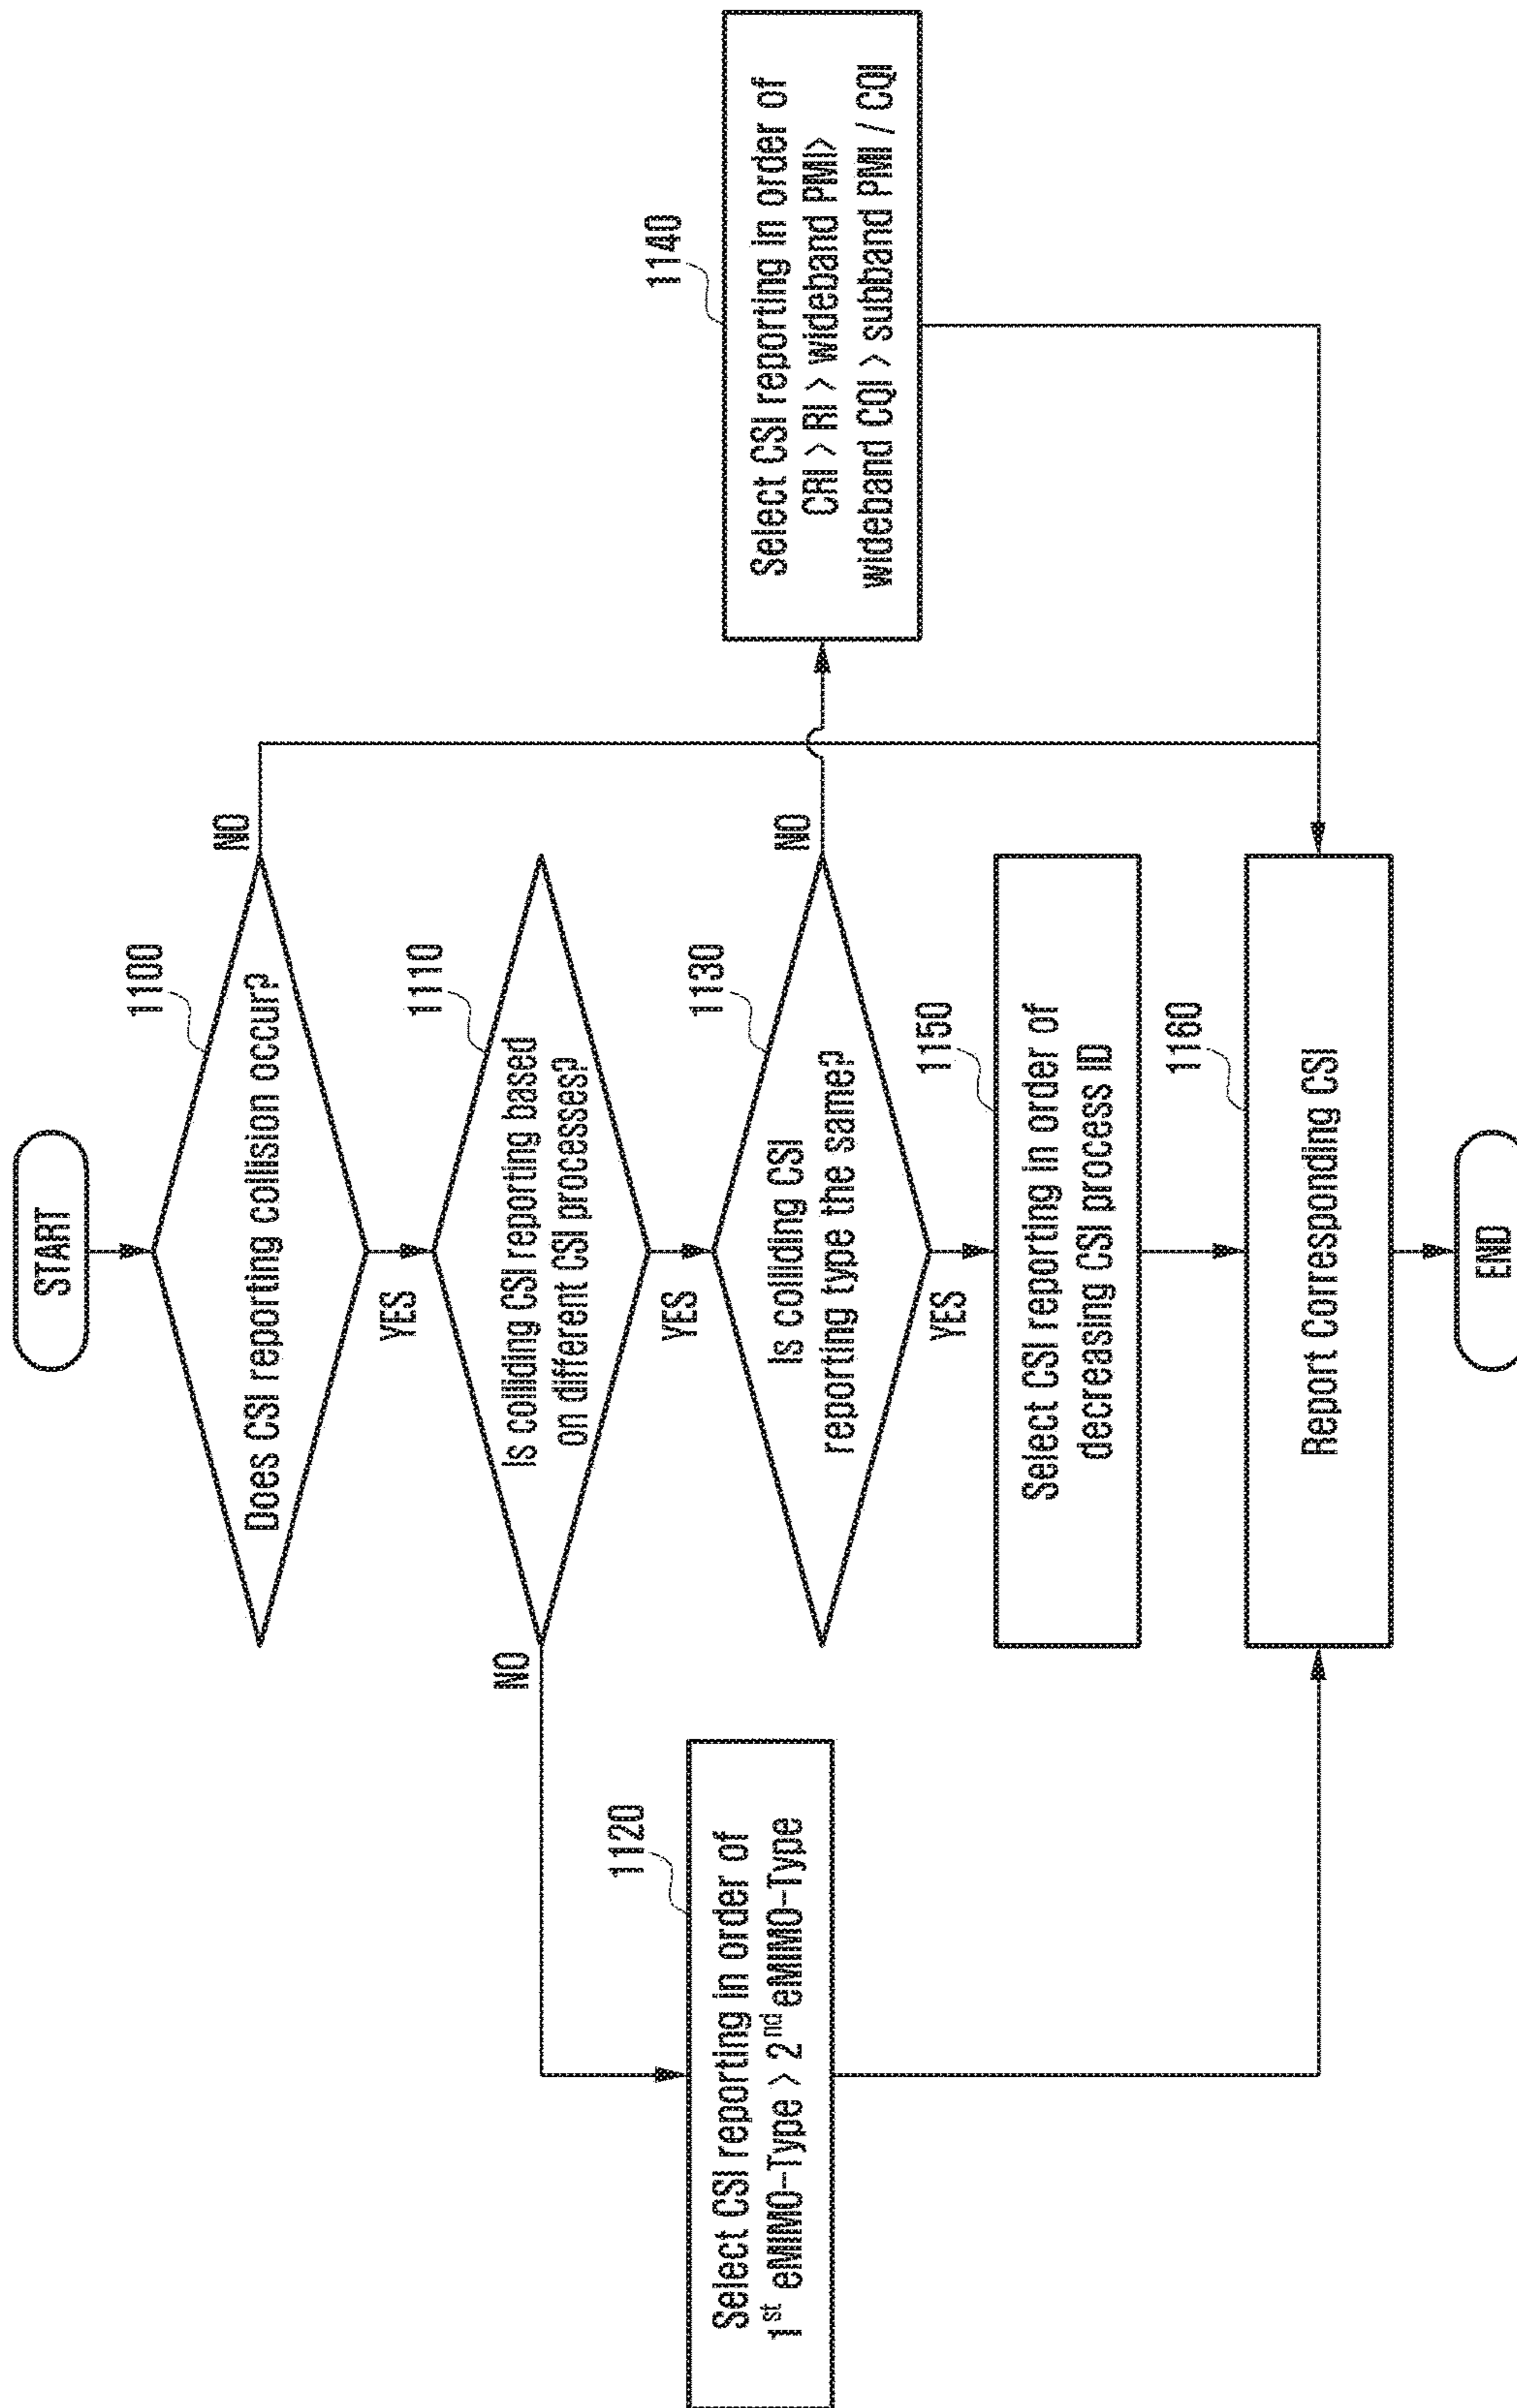 START
1100
Does CSI reporting collision occur?
NO
YES
1110
Is colliding CSI reporting based
on different CSI processes?
NO
YES
1120
Select CSI reporting in order of
1st eMIMO-Type > 2nd eMIMO-Type
1130
Is colliding CSI
reporting type the same?
NO
YES
1140
Select CSI reporting in order of
CRI > RI > wideband PMI>
wideband CQI > subband PMI / CQI
1150
Select CSI reporting in order of
decreasing CSI process ID
1160
Report Corresponding CSI
END